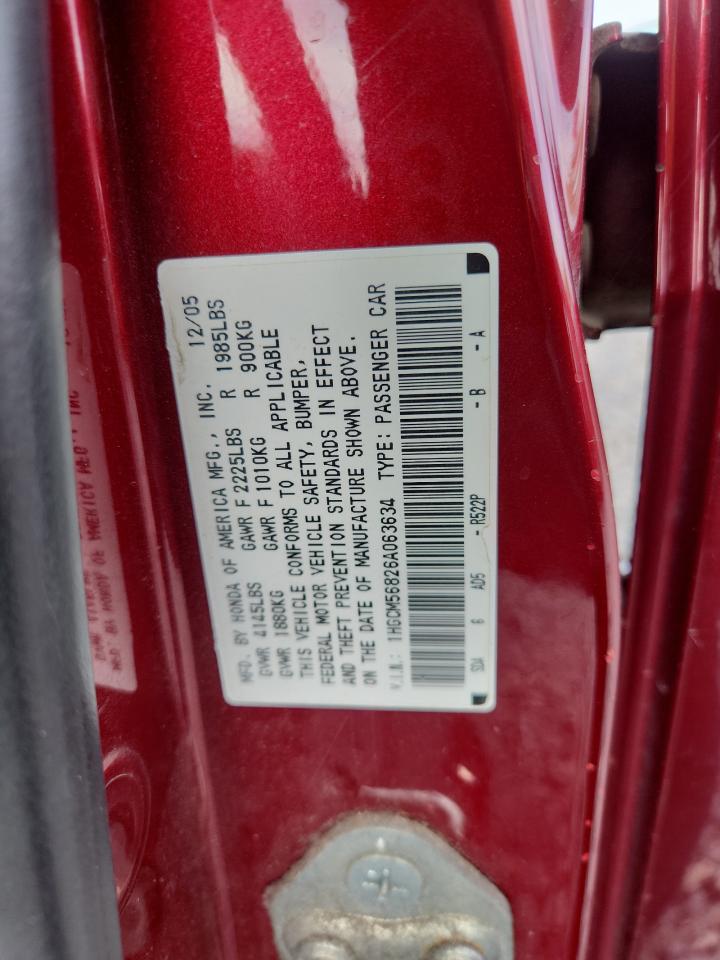 MFD. BY HONDA OF AMERICA MFG., INC. 12/05
GVWR 4145LBS GAWR F 2225LBS R 1985LBS
GVWR 1880KG GAWR F 1010KG R 900KG
THIS VEHICLE CONFORMS TO ALL APPLICABLE
FEDERAL MOTOR VEHICLE SAFETY, BUMPER,
AND THEFT PREVENTION STANDARDS IN EFFECT
ON THE DATE OF MANUFACTURE SHOWN ABOVE.
V.I.N.: 1HGCM56826A063634 TYPE: PASSENGER CAR
SDA 6 AD5 - R522P - B - A